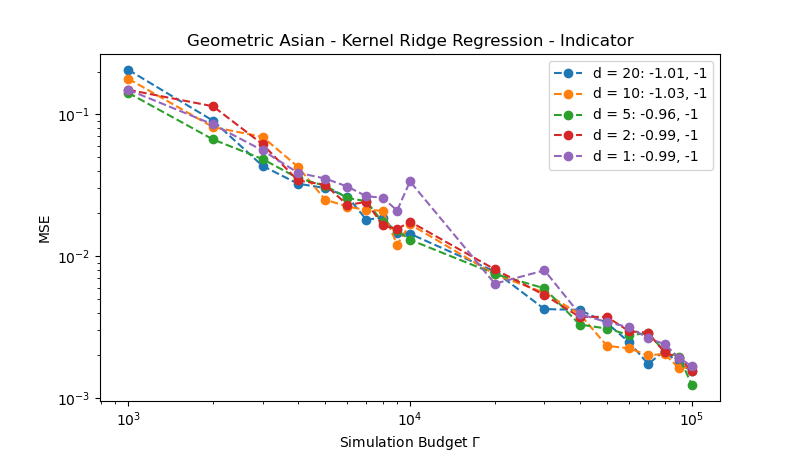 Geometric Asian - Kernel Ridge Regression - Indicator
d = 20: -1.01, -1
d = 10: -1.03, -1
d = 5: -0.96, -1
d = 2: -0.99, -1
d = 1: -0.99, -1
MSE
10⁻¹
10⁻²
10⁻³
10³ 10⁴ 10⁵
Simulation Budget Γ